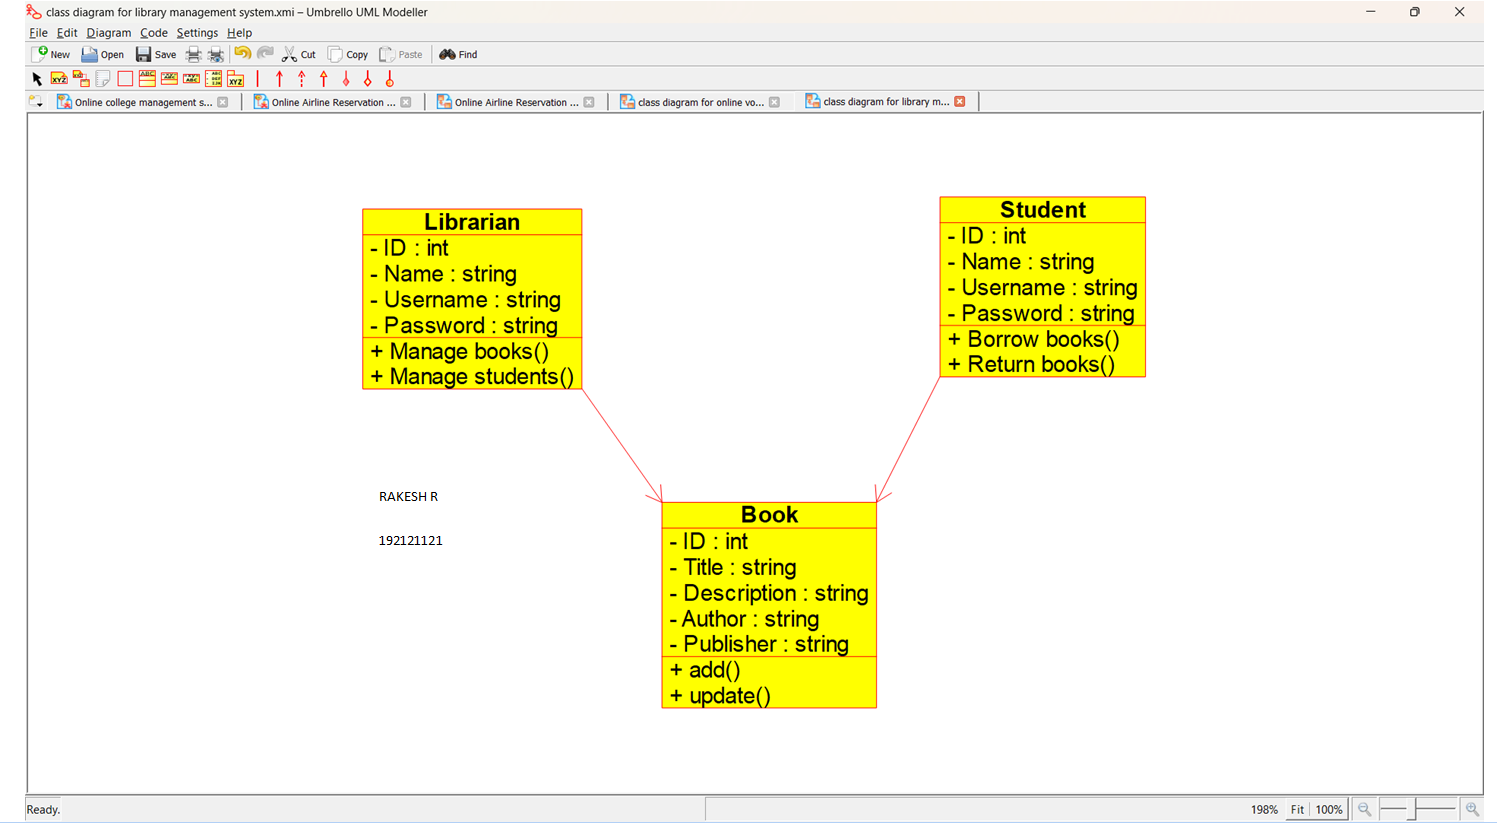 class diagram for library management system.xmi – Umbrello UML Modeller
File Edit Diagram Code Settings Help
New Open Save Cut Copy Paste Find
Online college management s... Online Airline Reservation ... Online Airline Reservation ... class diagram for online vo... class diagram for library m...
Librarian
- ID : int
- Name : string
- Username : string
- Password : string
+ Manage books()
+ Manage students()
Student
- ID : int
- Name : string
- Username : string
- Password : string
+ Borrow books()
+ Return books()
RAKESH R
192121121
Book
- ID : int
- Title : string
- Description : string
- Author : string
- Publisher : string
+ add()
+ update()
Ready. 198% Fit 100%